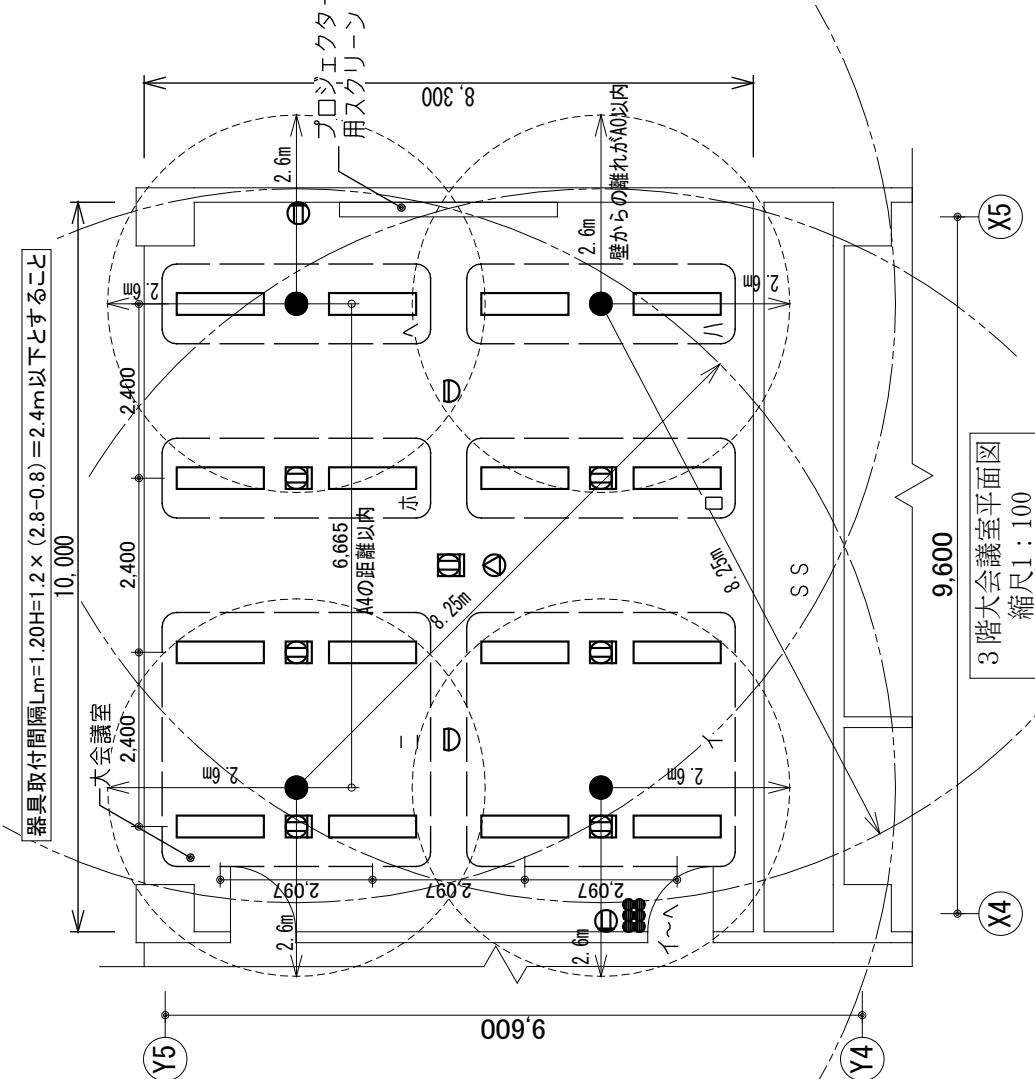 器具取付間隔Lm=1.20H=1.2×(2.8-0.8)=2.4m以下とすること
10,000
2,400
2,400
2,400
大会議室
プロジェクター
用スクリーン
8,300
2.6m
2.6m
2.6m
2.6m
壁からの離れがA0以内
2.6m
2.6m
2.6m
2.6m
6,665
A4の距離以内
8.25m
8.25m
2,097
2,097
2,097
ヘ
ハ
ホ
ロ
ニ
イ
イ~ヘ
SS
9,600
9,600
Y5
Y4
X4
X5
3階大会議室平面図
縮尺1:100